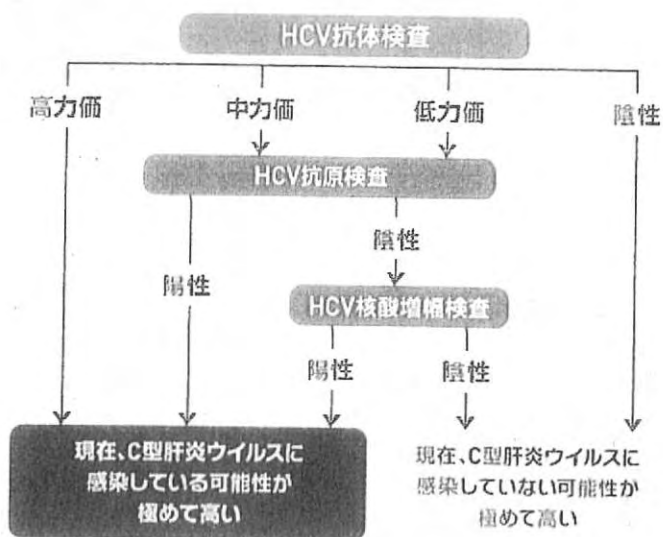 HCV抗体検査
高力価
中力価
低力価
陰性
HCV抗原検査
陽性
陰性
HCV核酸増幅検査
陽性
陰性
現在、C型肝炎ウイルスに
感染している可能性が
極めて高い
現在、C型肝炎ウイルスに
感染していない可能性が
極めて高い